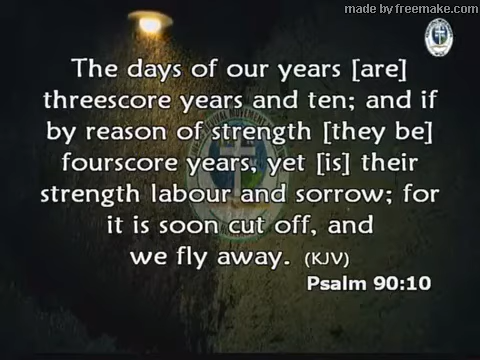 made by freemake.com
The days of our years [are]
threescore years and ten; and if
by reason of strength [they be]
fourscore years, yet [is] their
strength labour and sorrow; for
it is soon cut off, and
we fly away. (KJV)
Psalm 90:10